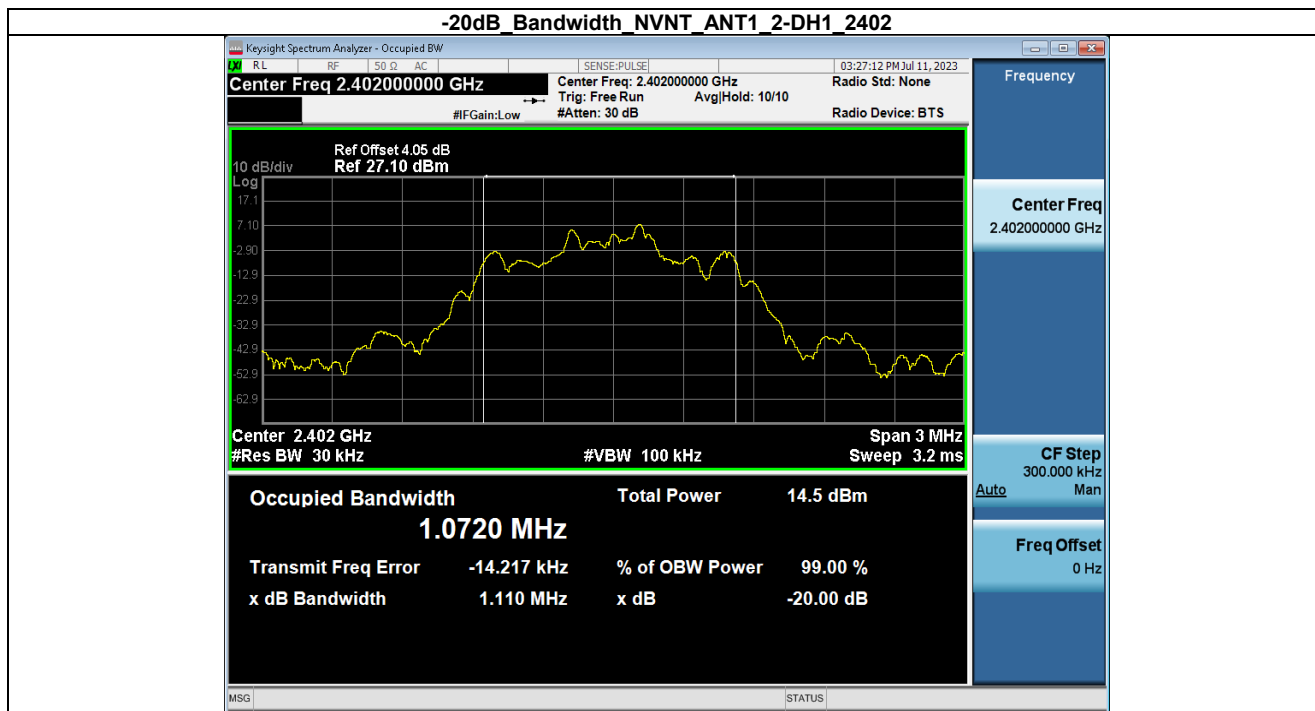 -20dB_Bandwidth_NVNT_ANT1_2-DH1_2402
Keysight Spectrum Analyzer - Occupied BW
LXI RL RF 50 Ω AC SENSE:PULSE 03:27:12 PM Jul 11, 2023
Center Freq 2.402000000 GHz
Center Freq: 2.402000000 GHz Radio Std: None
Trig: Free Run Avg|Hold: 10/10
#IFGain:Low #Atten: 30 dB Radio Device: BTS
Ref Offset 4.05 dB
10 dB/div Ref 27.10 dBm
Log
17.1
7.10
-2.90
-12.9
-22.9
-32.9
-42.9
-52.9
-62.9
Center 2.402 GHz Span 3 MHz
#Res BW 30 kHz #VBW 100 kHz Sweep 3.2 ms
Occupied Bandwidth Total Power 14.5 dBm
1.0720 MHz
Transmit Freq Error -14.217 kHz % of OBW Power 99.00 %
x dB Bandwidth 1.110 MHz x dB -20.00 dB
MSG STATUS
Frequency
Center Freq
2.402000000 GHz
CF Step
300.000 kHz
Auto Man
Freq Offset
0 Hz